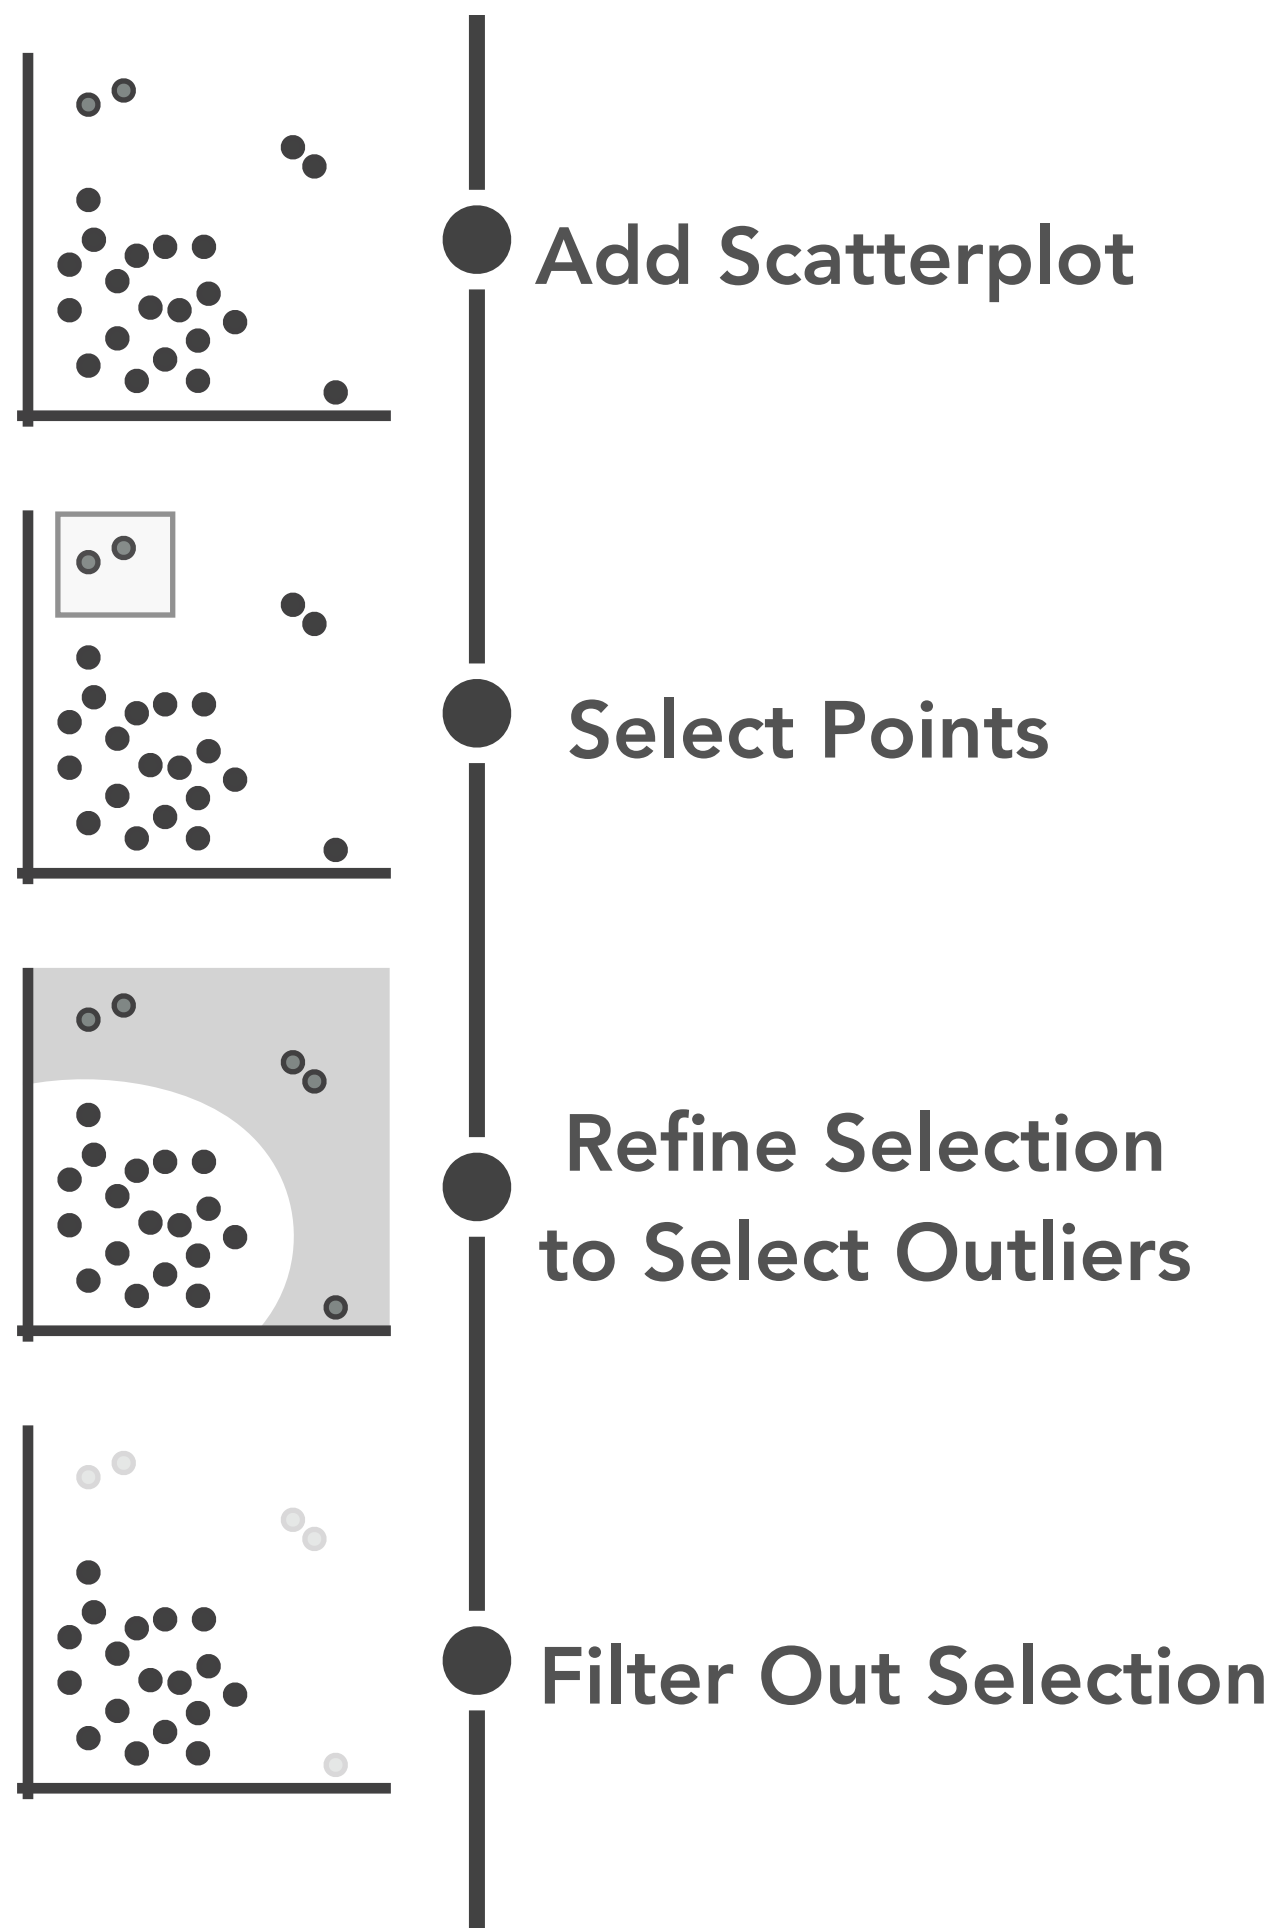 Add Scatterplot
Select Points
Refine Selection
to Select Outliers
Filter Out Selection